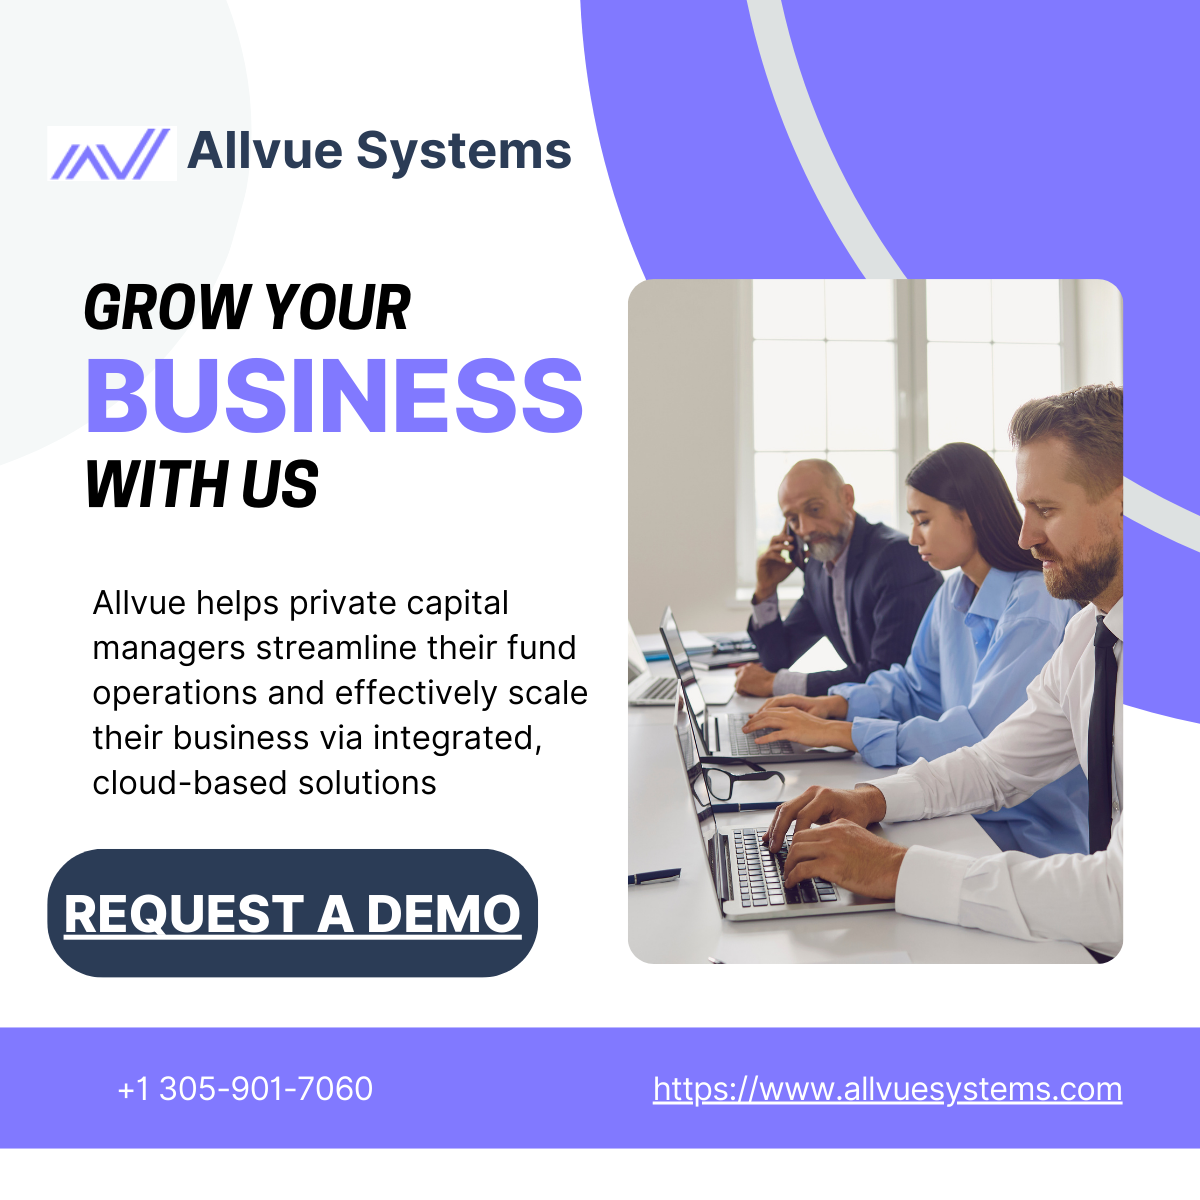 Allvue Systems
GROW YOUR
BUSINESS
WITH US
Allvue helps private capital
managers streamline their fund
operations and effectively scale
their business via integrated,
cloud-based solutions
REQUEST A DEMO
+1 305-901-7060
https://www.allvuesystems.com